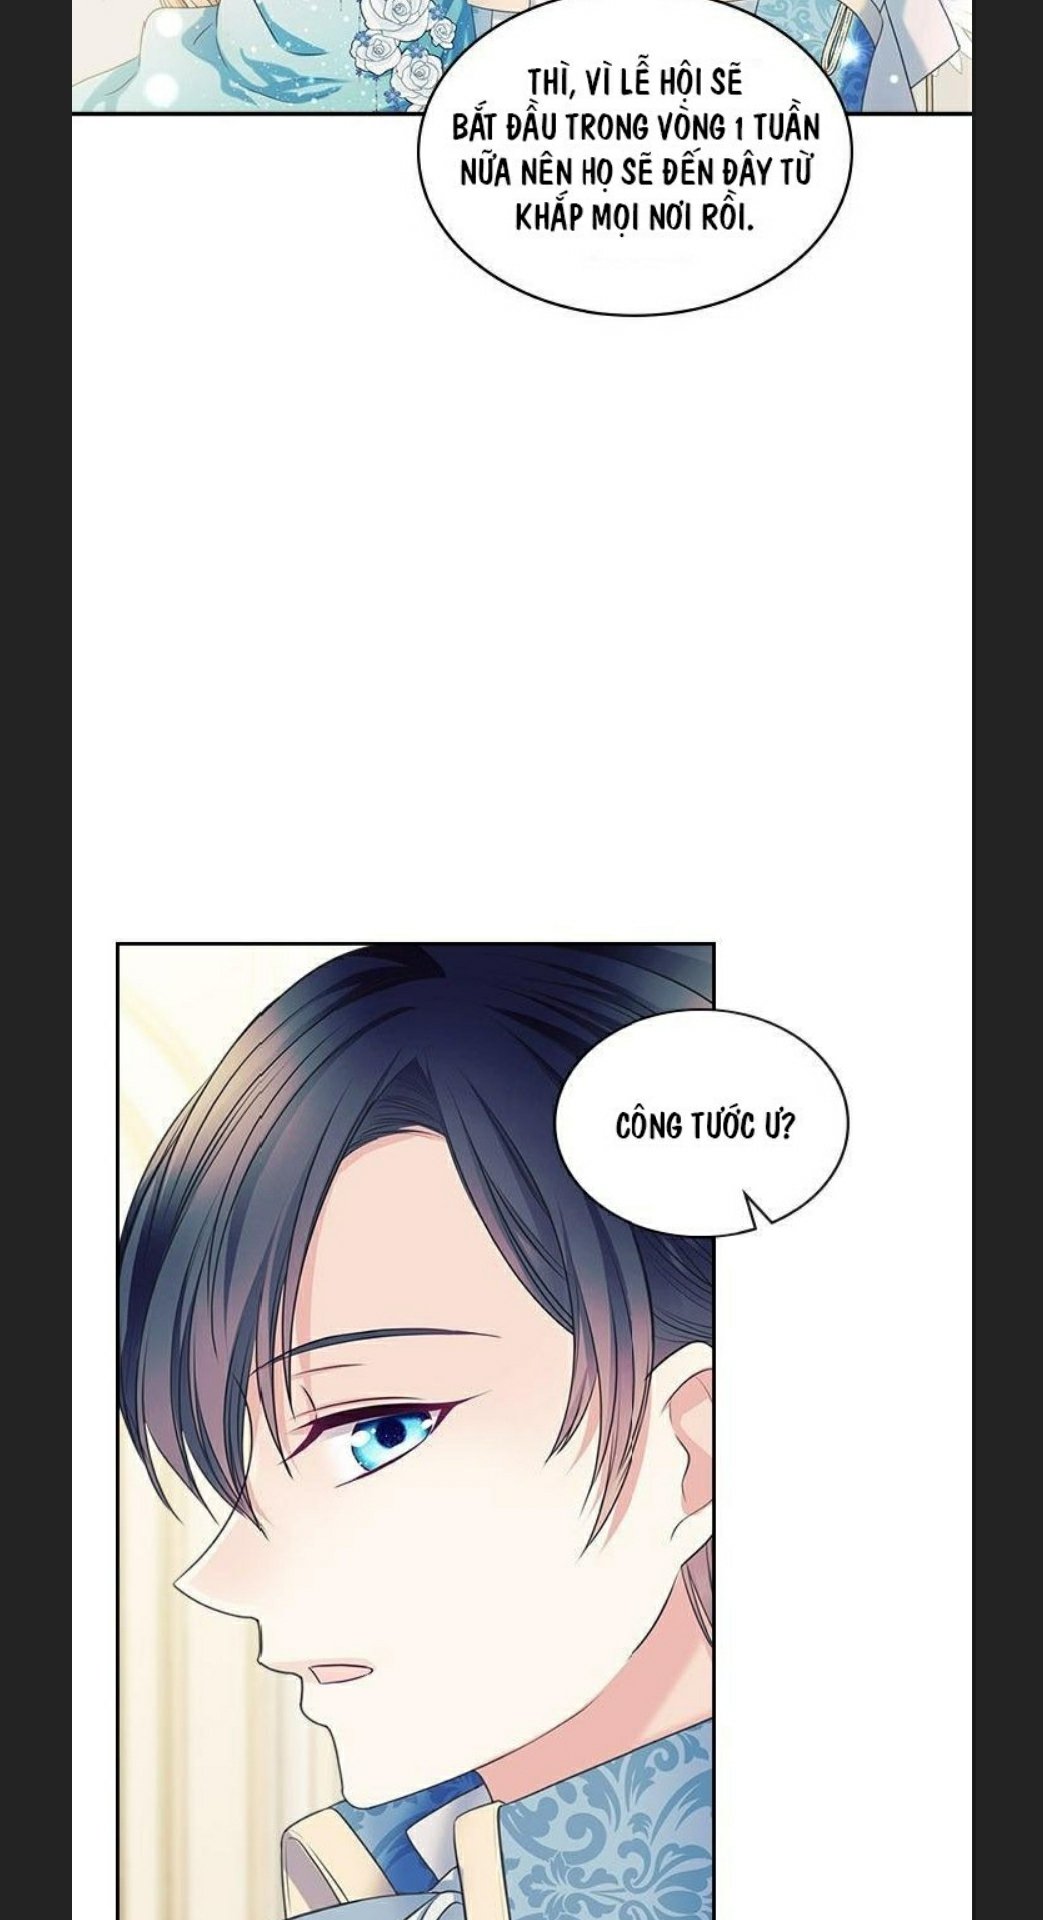 THÌ, VÌ LỄ HỘI SẼ
BẮT ĐẦU TRONG VÒNG 1 TUẦN
NỮA NÊN HỌ SẼ ĐẾN ĐÂY TỪ
KHẮP MỌI NƠI RỒI.
CÔNG TƯỚC Ư?